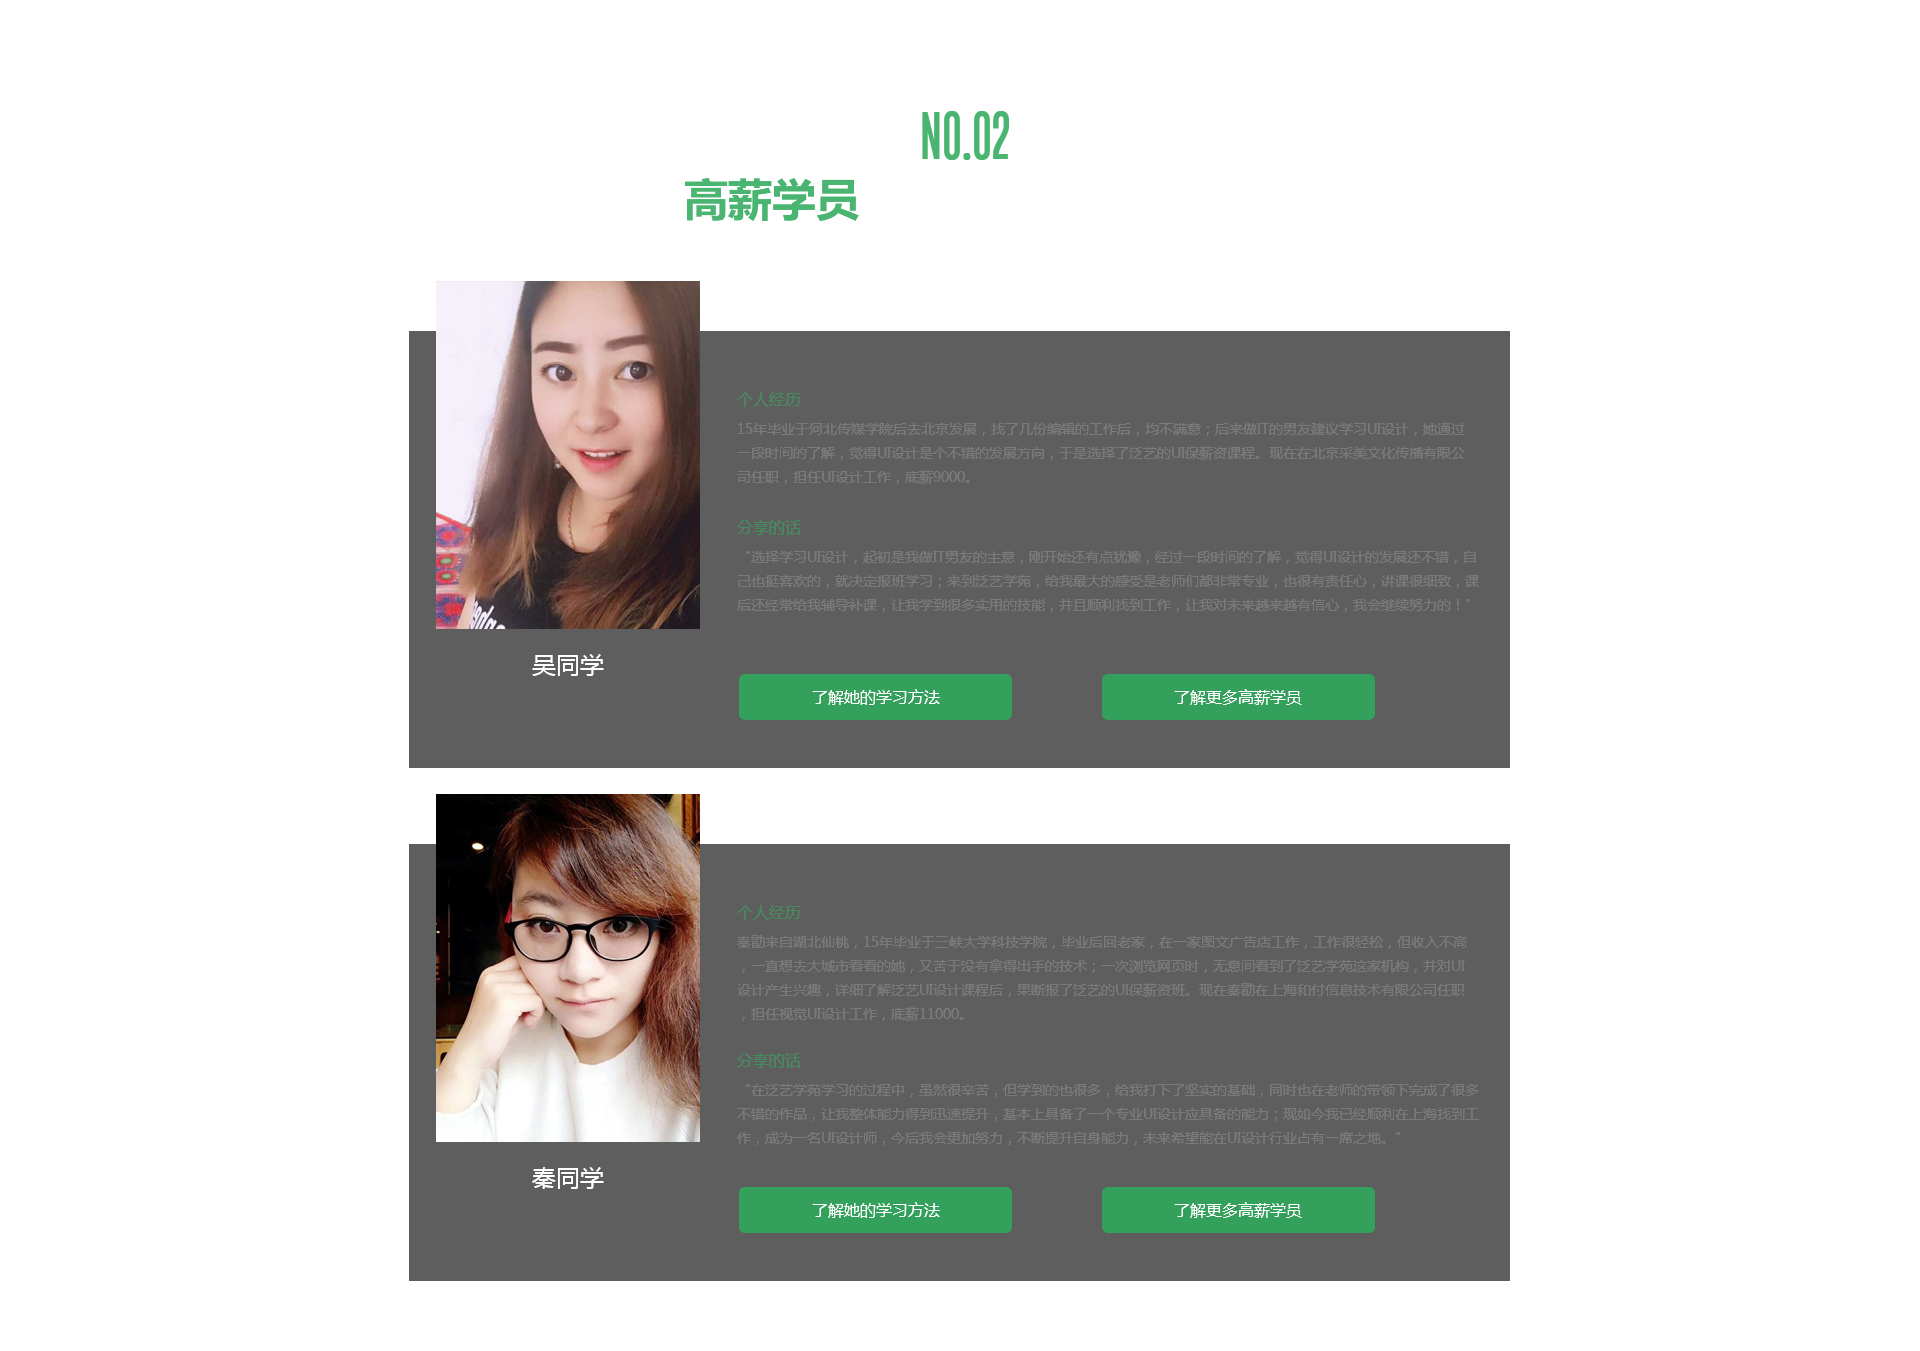 NO.02
高薪学员
个人经历
15年毕业于河北传媒学院后去北京发展，找了几份编辑的工作后，均不满意；后来做IT的男友建议学习UI设计，她通过
一段时间的了解，觉得UI设计是个不错的发展方向，于是选择了泛艺的UI保薪资课程。现在在北京采美文化传播有限公
司任职，担任UI设计工作，底薪9000。
分享的话
“选择学习UI设计，起初是我做IT男友的主意，刚开始还有点犹豫，经过一段时间的了解，觉得UI设计的发展还不错，自
己也挺喜欢的，就决定报班学习；来到泛艺学苑，给我最大的感受是老师们都非常专业，也很有责任心，讲课很细致，课
后还经常给我辅导补课，让我学到很多实用的技能，并且顺利找到工作，让我对未来越来越有信心，我会继续努力的！”
吴同学
了解她的学习方法
了解更多高薪学员
个人经历
秦勖来自湖北仙桃，15年毕业于三峡大学科技学院，毕业后回老家，在一家图文广告店工作，工作很轻松，但收入不高
，一直想去大城市看看的她，又苦于没有拿得出手的技术；一次浏览网页时，无意间看到了泛艺学苑这家机构，并对UI
设计产生兴趣，详细了解泛艺UI设计课程后，果断报了泛艺的UI保薪资班。现在秦勖在上海和付信息技术有限公司任职
，担任视觉UI设计工作，底薪11000。
分享的话
“在泛艺学苑学习的过程中，虽然很辛苦，但学到的也很多，给我打下了坚实的基础，同时也在老师的带领下完成了很多
不错的作品，让我整体能力得到迅速提升，基本上具备了一个专业UI设计应具备的能力；现如今我已经顺利在上海找到工
作，成为一名UI设计师，今后我会更加努力，不断提升自身能力，未来希望能在UI设计行业占有一席之地。”
秦同学
了解她的学习方法
了解更多高薪学员